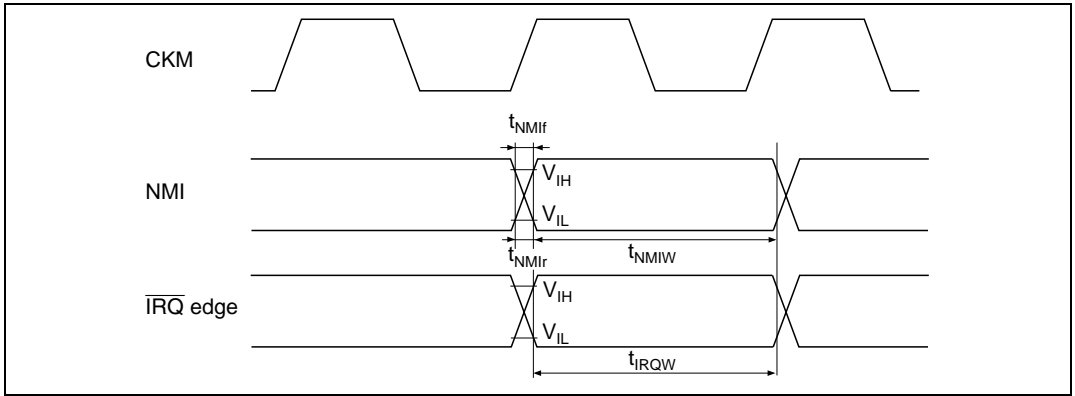 CKM
tNMIf
NMI
VIH
VIL
tNMIr
tNMIW
IRQ edge
VIH
VIL
tIRQW